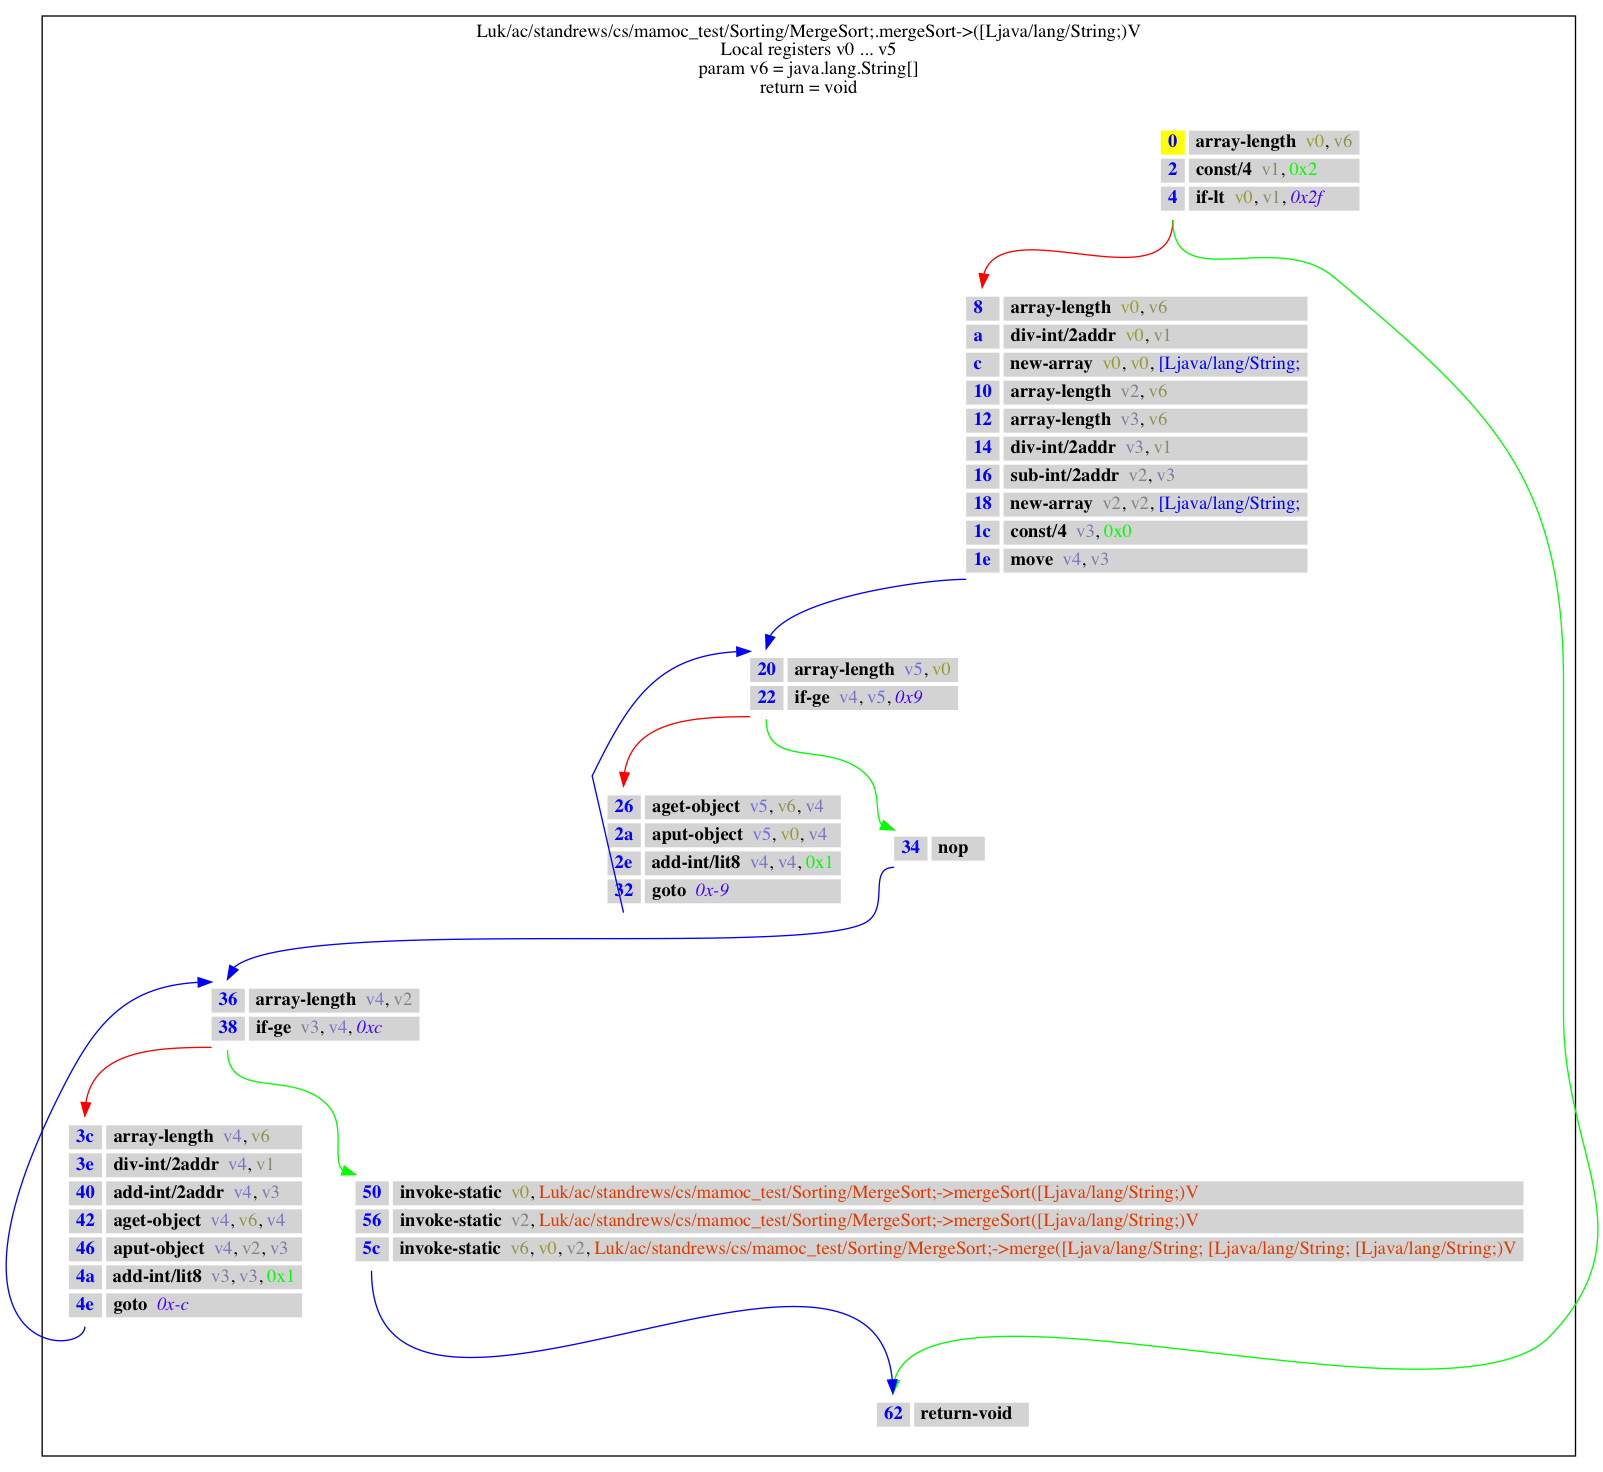 Luk/ac/standrews/cs/mamoc_test/Sorting/MergeSort;.mergeSort->([Ljava/lang/String;)V
Local registers v0 ... v5
param v6 = java.lang.String[]
return = void
0 array-length v0, v6
2 const/4 v1, 0x2
4 if-lt v0, v1, 0x2f
8 array-length v0, v6
a div-int/2addr v0, v1
c new-array v0, v0, [Ljava/lang/String;
10 array-length v2, v6
12 array-length v3, v6
14 div-int/2addr v3, v1
16 sub-int/2addr v2, v3
18 new-array v2, v2, [Ljava/lang/String;
1c const/4 v3, 0x0
1e move v4, v3
20 array-length v5, v0
22 if-ge v4, v5, 0x9
26 aget-object v5, v6, v4
2a aput-object v5, v0, v4
2e add-int/lit8 v4, v4, 0x1
32 goto 0x-9
34 nop
36 array-length v4, v2
38 if-ge v3, v4, 0xc
3c array-length v4, v6
3e div-int/2addr v4, v1
40 add-int/2addr v4, v3
42 aget-object v4, v6, v4
46 aput-object v4, v2, v3
4a add-int/lit8 v3, v3, 0x1
4e goto 0x-c
50 invoke-static v0, Luk/ac/standrews/cs/mamoc_test/Sorting/MergeSort;->mergeSort([Ljava/lang/String;)V
56 invoke-static v2, Luk/ac/standrews/cs/mamoc_test/Sorting/MergeSort;->mergeSort([Ljava/lang/String;)V
5c invoke-static v6, v0, v2, Luk/ac/standrews/cs/mamoc_test/Sorting/MergeSort;->merge([Ljava/lang/String; [Ljava/lang/String; [Ljava/lang/String;)V
62 return-void